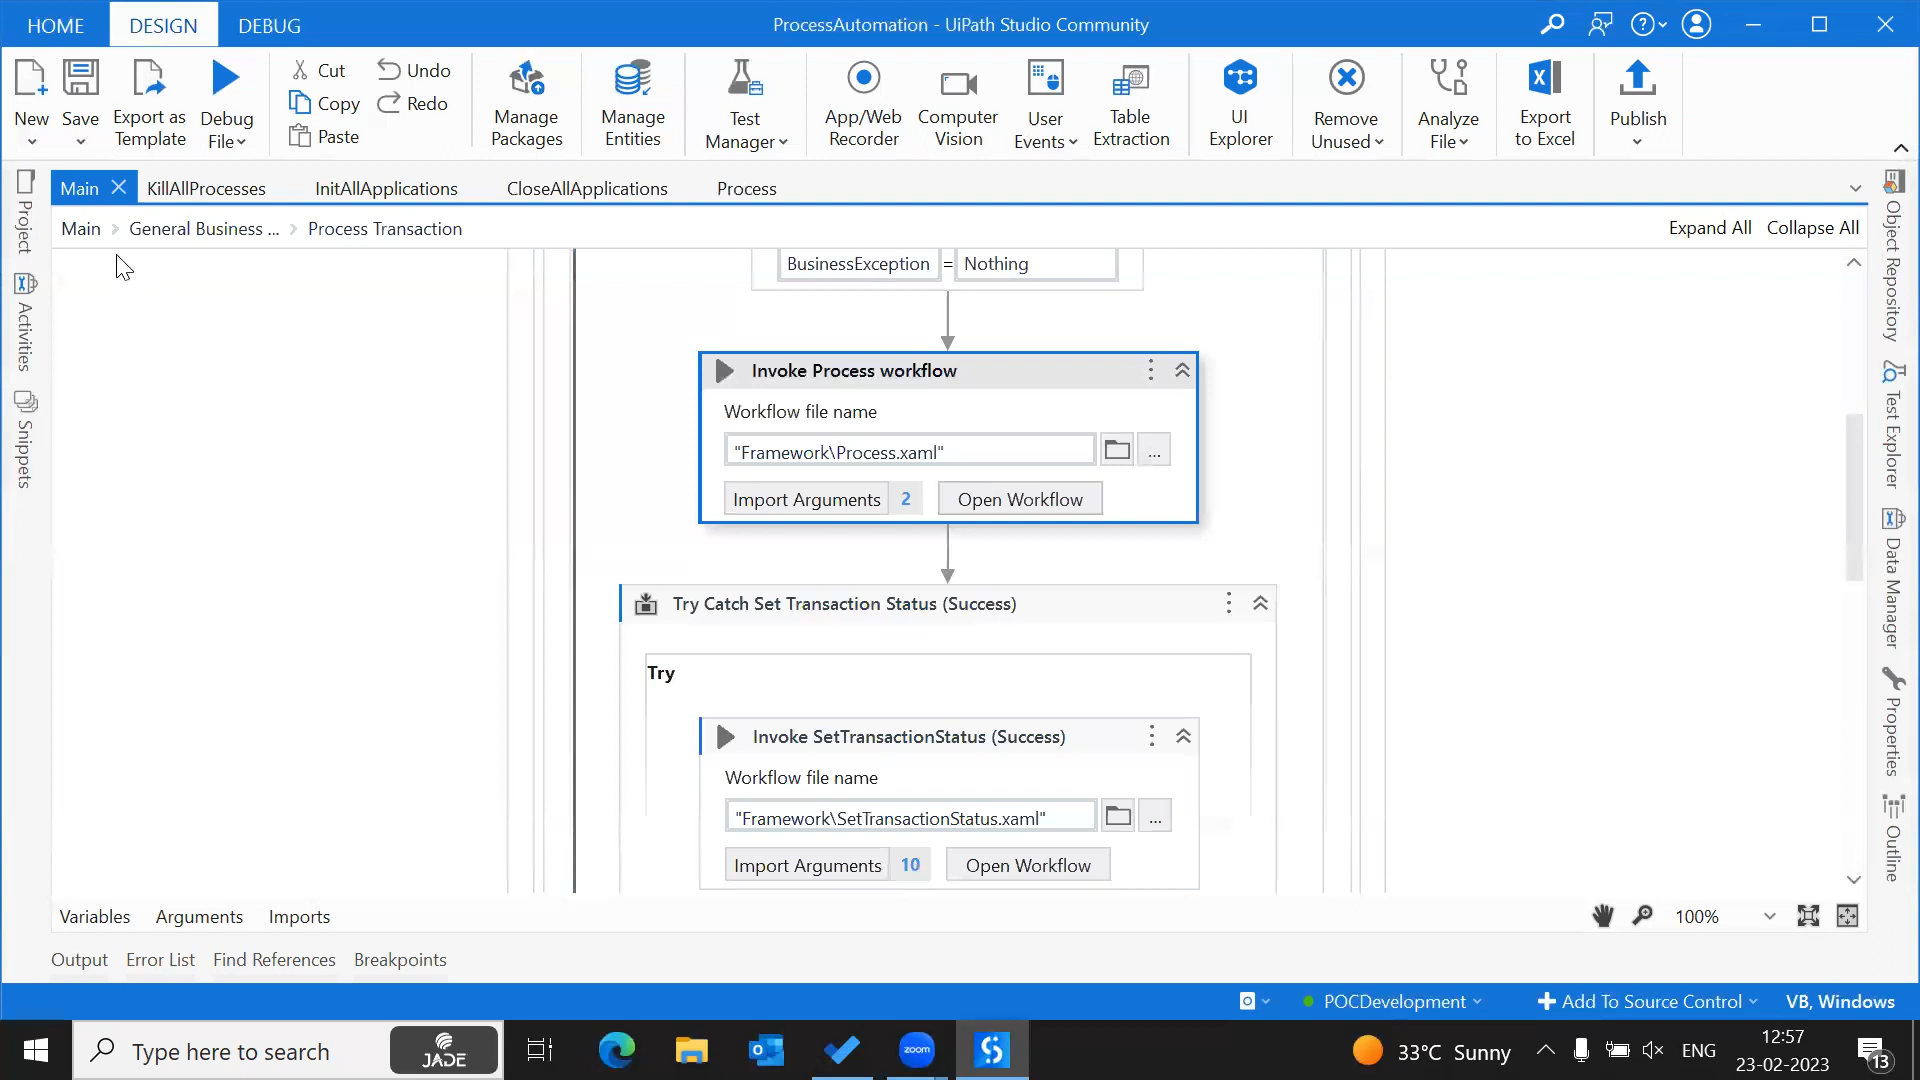 HOME
DESIGN
DEBUG
ProcessAutomation - UiPath Studio Community
New
Save
Export as
Template
Debug
File
Cut
Copy
Paste
Undo
Redo
Manage
Packages
Manage
Entities
Test
Manager
App/Web
Recorder
Computer
Vision
User
Events
Table
Extraction
UI
Explorer
Remove
Unused
Analyze
File
Export
to Excel
Publish
Main
KillAllProcesses
InitAllApplications
CloseAllApplications
Process
Main
General Business ...
Process Transaction
Expand All
Collapse All
Project
Activities
Snippets
BusinessException
=
Nothing
Invoke Process workflow
Workflow file name
"Framework\Process.xaml"
...
Import Arguments
2
Open Workflow
Try Catch Set Transaction Status (Success)
Try
Invoke SetTransactionStatus (Success)
Workflow file name
"Framework\SetTransactionStatus.xaml"
...
Import Arguments
10
Open Workflow
Object Repository
Test Explorer
Data Manager
Properties
Outline
Variables
Arguments
Imports
100%
Output
Error List
Find References
Breakpoints
POCDevelopment
Add To Source Control
VB, Windows
Type here to search
JADE
zoom
33°C Sunny
ENG
12:57
23-02-2023
13